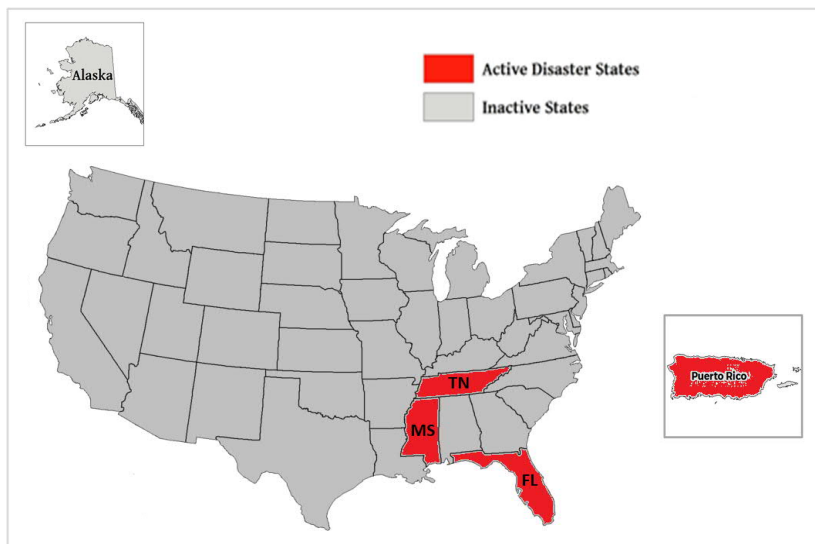 Alaska
Active Disaster States
Inactive States
TN
MS
FL
Puerto Rico